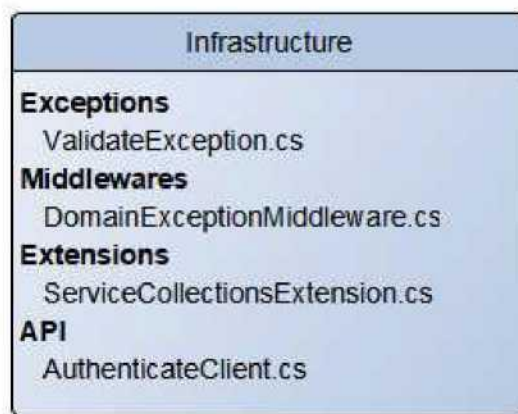 Infrastructure
Exceptions
ValidateException.cs
Middlewares
DomainExceptionMiddleware.cs
Extensions
ServiceCollectionsExtension.cs
API
AuthenticateClient.cs